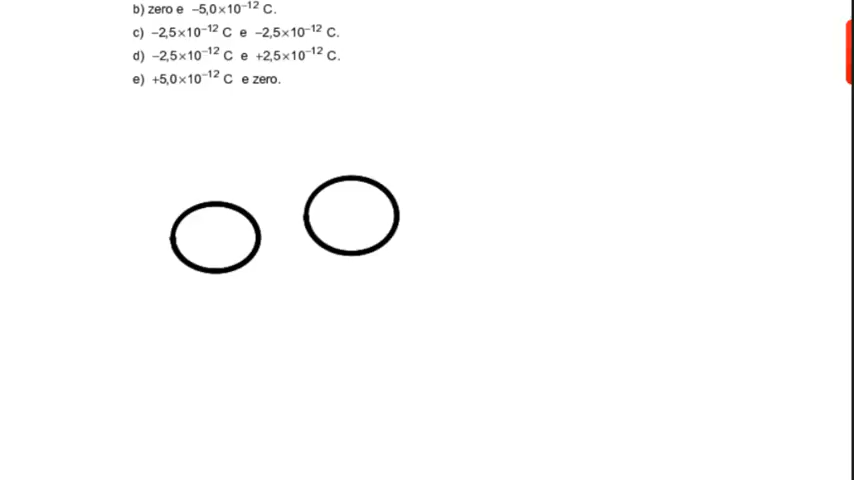 b) zero e –5,0×10⁻¹² C.
c) –2,5×10⁻¹² C e –2,5×10⁻¹² C.
d) –2,5×10⁻¹² C e +2,5×10⁻¹² C.
e) +5,0×10⁻¹² C e zero.